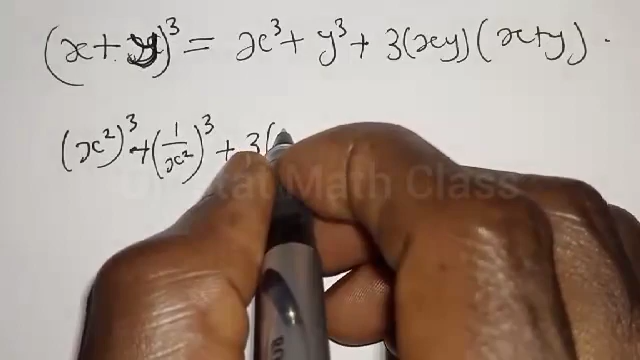 (x + y)³ = x³ + y³ + 3(xy)(x+y).
(x²)³ + (1/x²)³ + 3(
Math Class